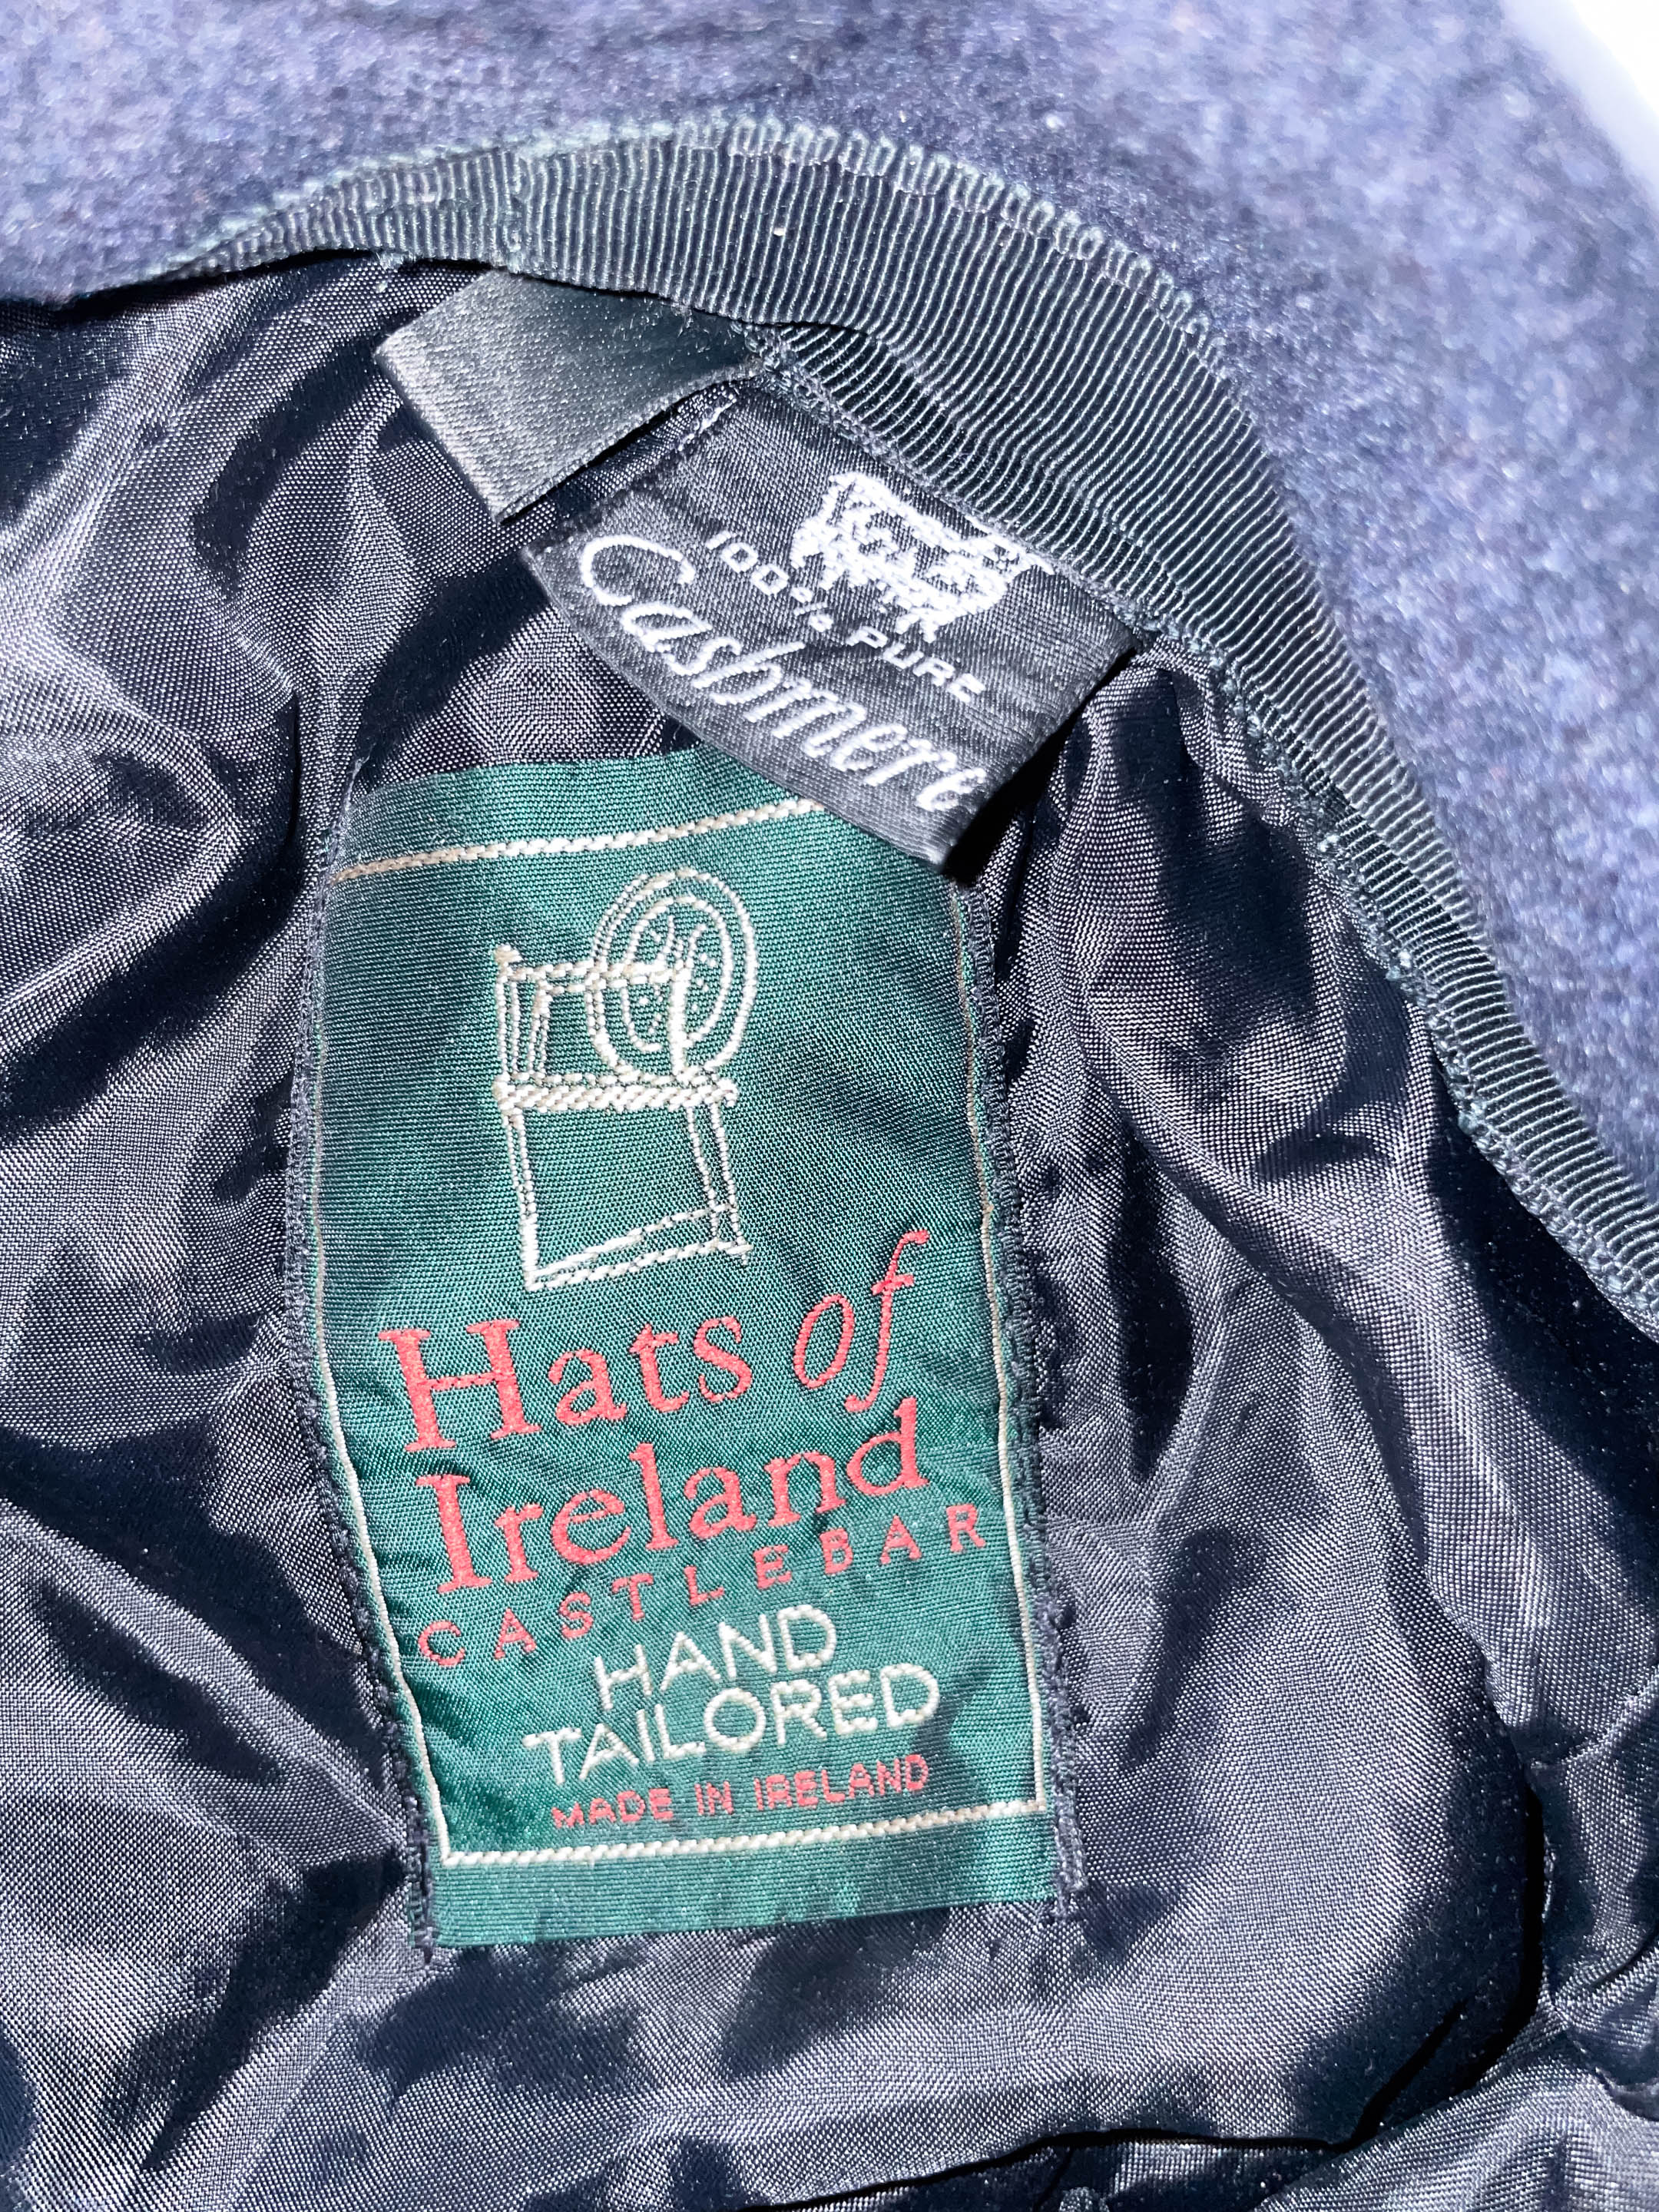 100% PURE
Cashmere
Hats of
Ireland
CASTLEBAR
HAND
TAILORED
MADE IN IRELAND